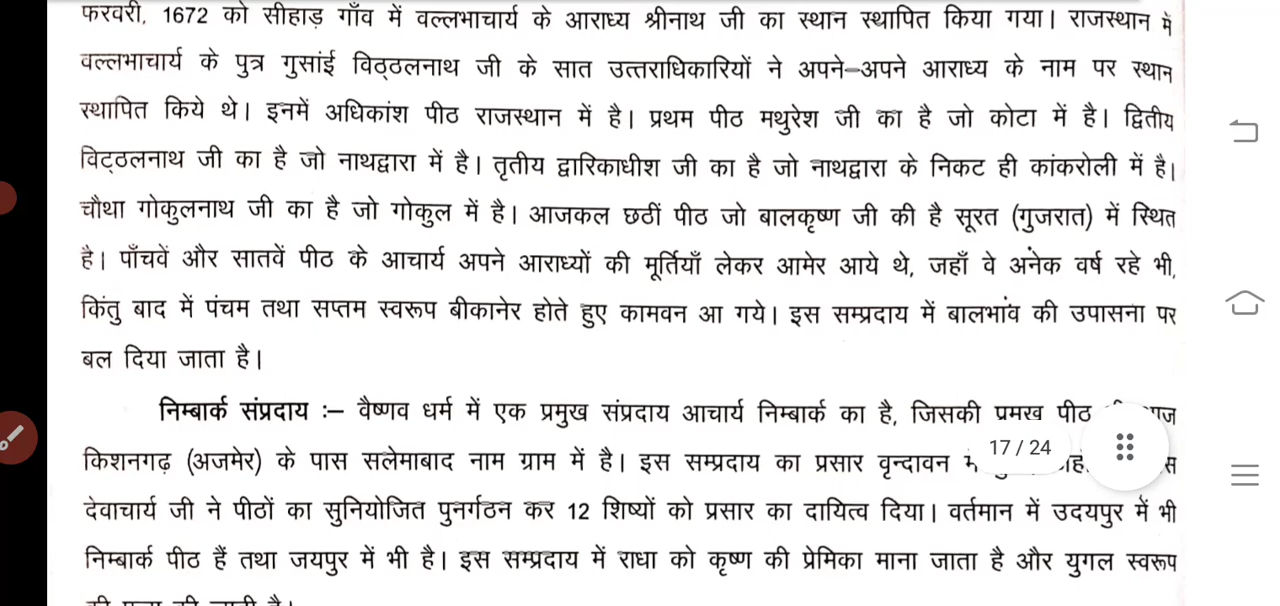 फरवरी, 1672 को सीहाड़ गाँव में वल्लभाचार्य के आराध्य श्रीनाथ जी का स्थान स्थापित किया गया। राजस्थान में
वल्लभाचार्य के पुत्र गुसांई विठ्ठलनाथ जी के सात उत्तराधिकारियों ने अपने–अपने आराध्य के नाम पर स्थान
स्थापित किये थे। इनमें अधिकांश पीठ राजस्थान में है। प्रथम पीठ मथुरेश जी का है जो कोटा में है। द्वितीय
विट्ठलनाथ जी का है जो नाथद्वारा में है। तृतीय द्वारिकाधीश जी का है जो नाथद्वारा के निकट ही कांकरोली में है।
चौथा गोकुलनाथ जी का है जो गोकुल में है। आजकल छठीं पीठ जो बालकृष्ण जी की है सूरत (गुजरात) में स्थित
है। पाँचवें और सातवें पीठ के आचार्य अपने आराध्यों की मूर्तियाँ लेकर आमेर आये थे, जहाँ वे अनेक वर्ष रहे भी,
किंतु बाद में पंचम तथा सप्तम स्वरूप बीकानेर होते हुए कामवन आ गये। इस सम्प्रदाय में बालभांव की उपासना पर
बल दिया जाता है।
निम्बार्क संप्रदाय :– वैष्णव धर्म में एक प्रमुख संप्रदाय आचार्य निम्बार्क का है, जिसकी प्रमुख पीठ
किशनगढ़ (अजमेर) के पास सलेमाबाद नाम ग्राम में है। इस सम्प्रदाय का प्रसार वृन्दावन
17 / 24
देवाचार्य जी ने पीठों का सुनियोजित पुनर्गठन कर 12 शिष्यों को प्रसार का दायित्व दिया। वर्तमान में उदयपुर में भी
निम्बार्क पीठ हैं तथा जयपुर में भी है। इस सम्प्रदाय में राधा को कृष्ण की प्रेमिका माना जाता है और युगल स्वरूप